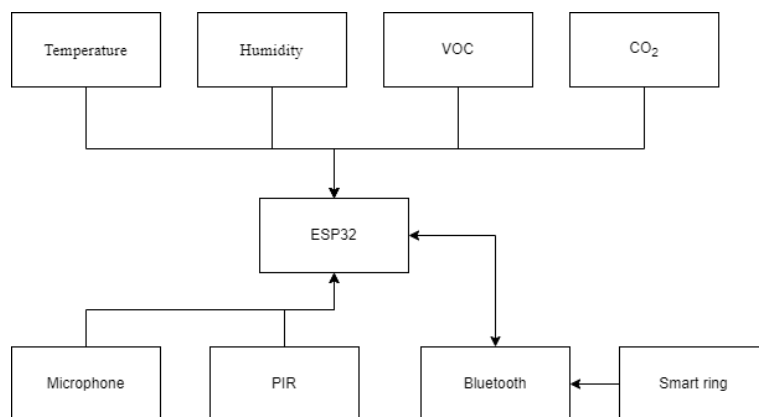 Temperature
Humidity
VOC
CO₂
ESP32
Microphone
PIR
Bluetooth
Smart ring